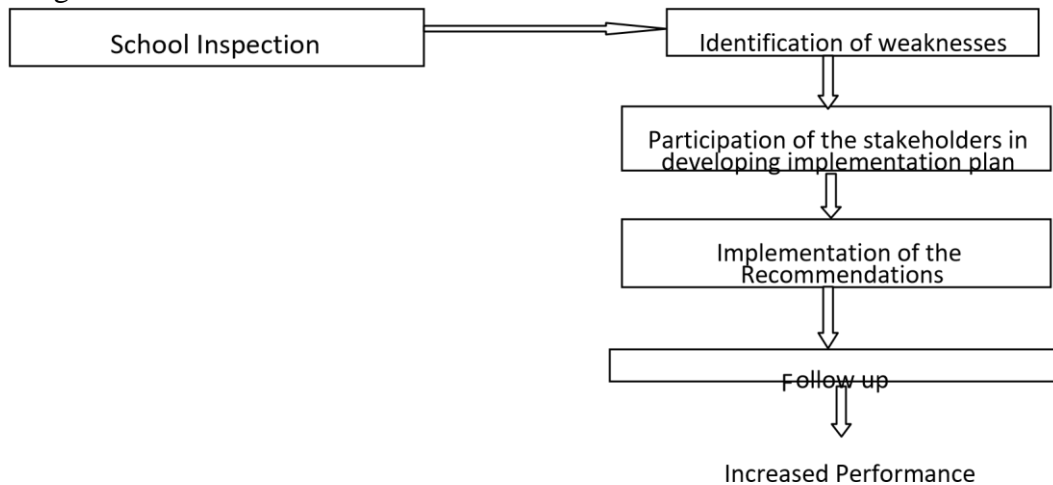 School Inspection
Identification of weaknesses
Participation of the stakeholders in
developing implementation plan
Implementation of the
Recommendations
Follow up
Increased Performance